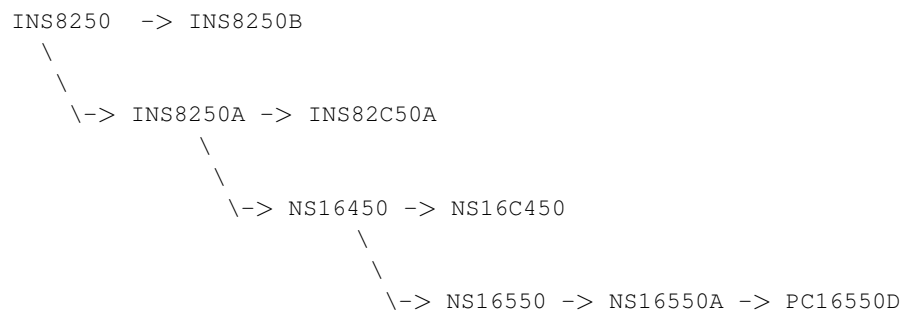 INS8250 -> INS8250B
\
\
\-> INS8250A -> INS82C50A
\
\
\-> NS16450 -> NS16C450
\
\
\-> NS16550 -> NS16550A -> PC16550D